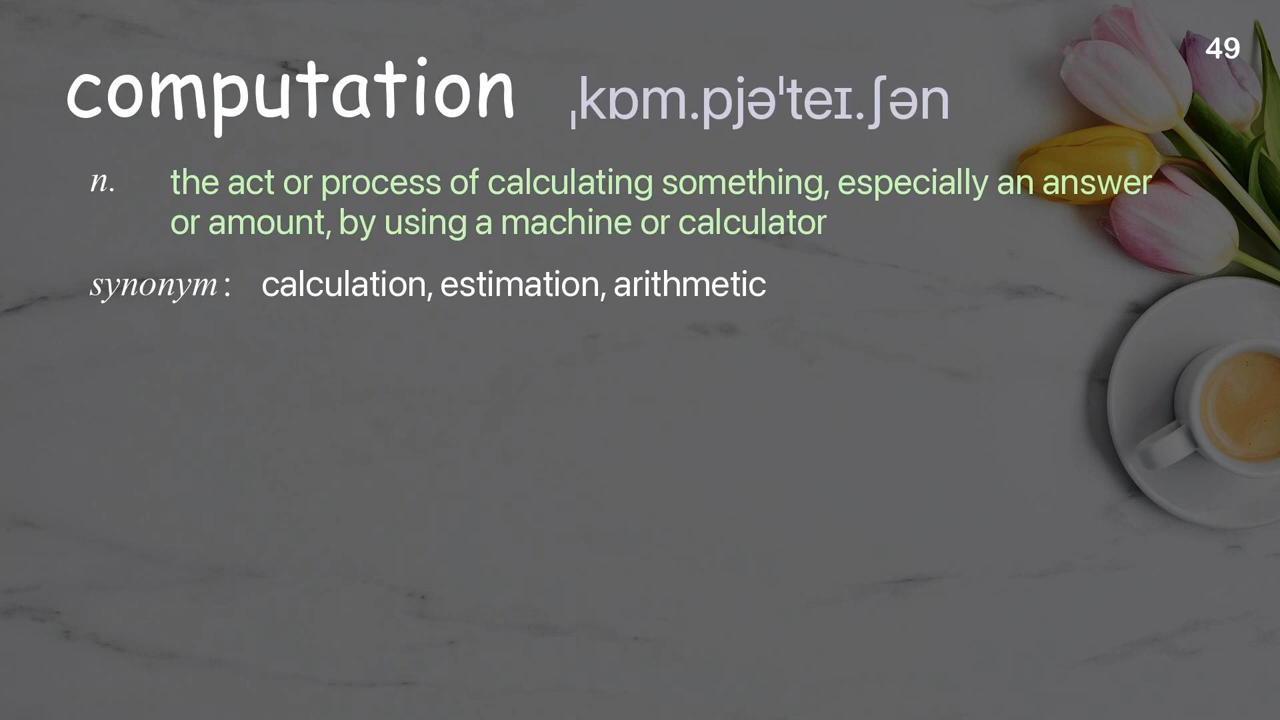 49
computation ˌkɒm.pjəˈteɪ.ʃən
n. the act or process of calculating something, especially an answer
or amount, by using a machine or calculator
synonym : calculation, estimation, arithmetic